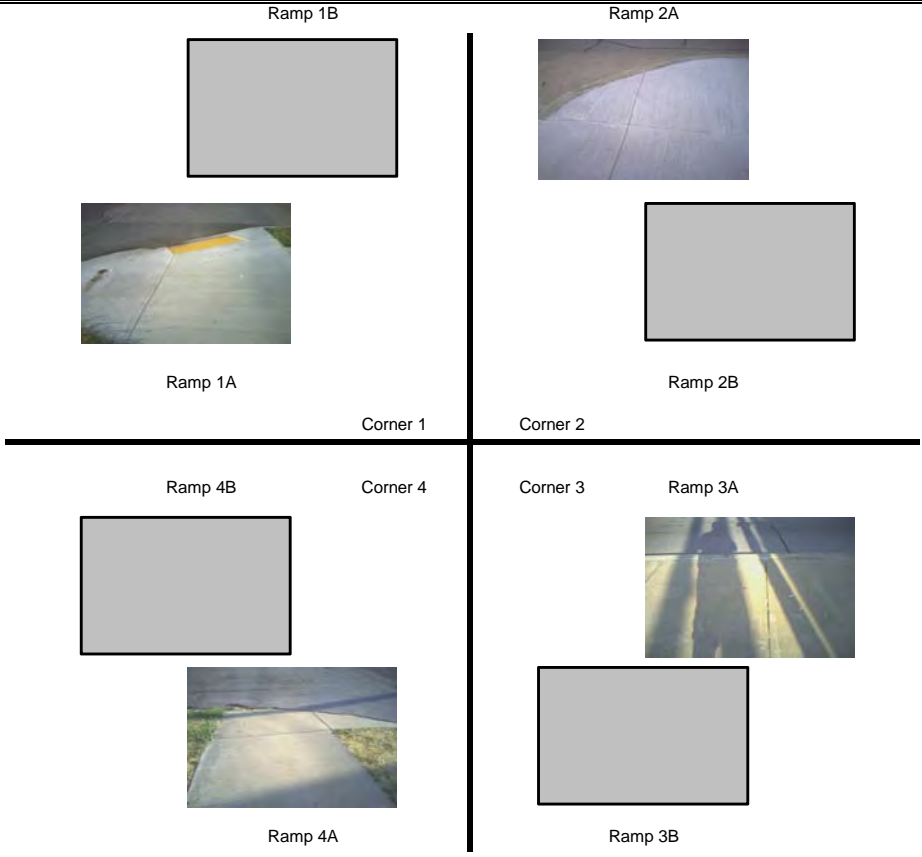 Ramp 1B Ramp 2A
Ramp 1A Ramp 2B
Corner 1 Corner 2
Ramp 4B Corner 4 Corner 3 Ramp 3A
Ramp 4A Ramp 3B